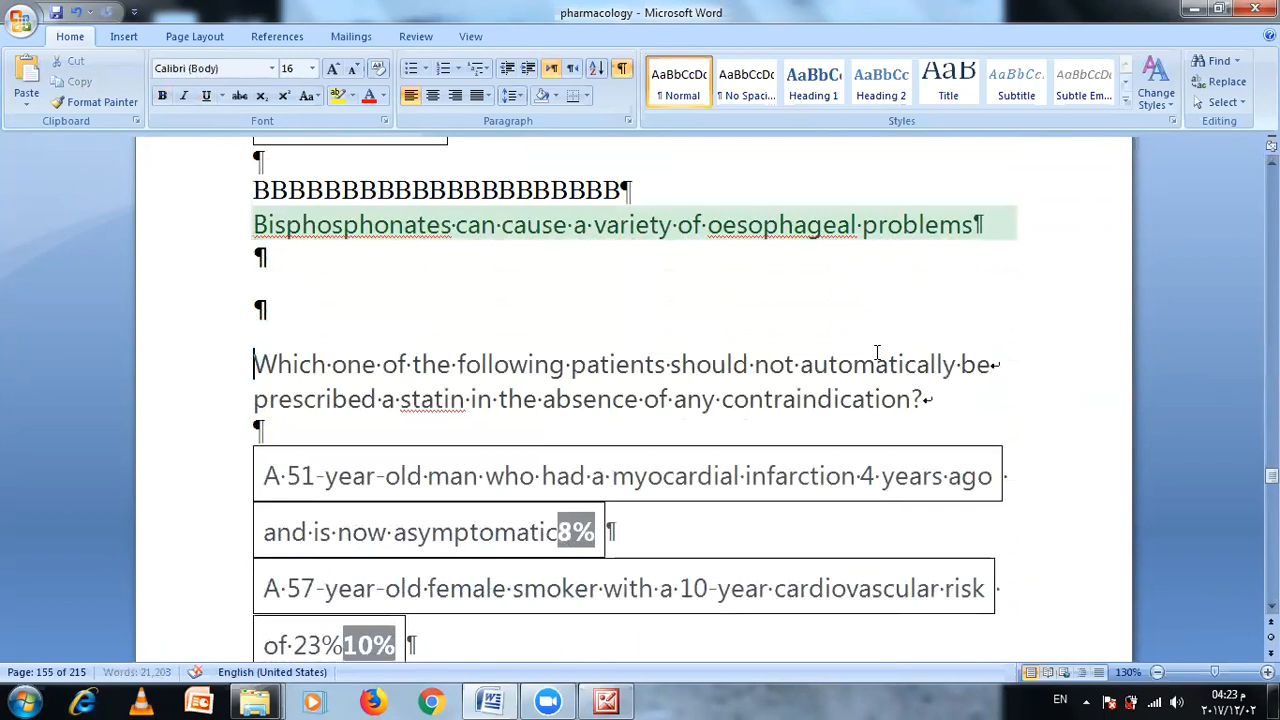 pharmacology - Microsoft Word
Home Insert Page Layout References Mailings Review View
Paste
Cut
Copy
Format Painter
Clipboard
Calibri (Body) 16
Font
Paragraph
AaBbCcDc
¶ Normal
AaBbCcDc
¶ No Spaci...
AaBbC
Heading 1
AaBbCc
Heading 2
AaB
Title
AaBbCc
Subtitle
AaBbCcDc
Subtle Em...
Change Styles
Styles
Find
Replace
Select
Editing
¶
BBBBBBBBBBBBBBBBBBBBB¶
Bisphosphonates·can·cause·a·variety·of·oesophageal·problems¶
¶
¶
Which·one·of·the·following·patients·should·not·automatically·be↵
prescribed·a·statin·in·the·absence·of·any·contraindication?↵
¶
A·51-year-old·man·who·had·a·myocardial·infarction·4·years·ago·
and·is·now·asymptomatic8%¶
A·57-year-old·female·smoker·with·a·10-year·cardiovascular·risk·
of·23%10%¶
Page: 155 of 215 Words: 21,203 English (United States) 130%
EN
04:23 م
٢٠١٧/١٢/٠٢